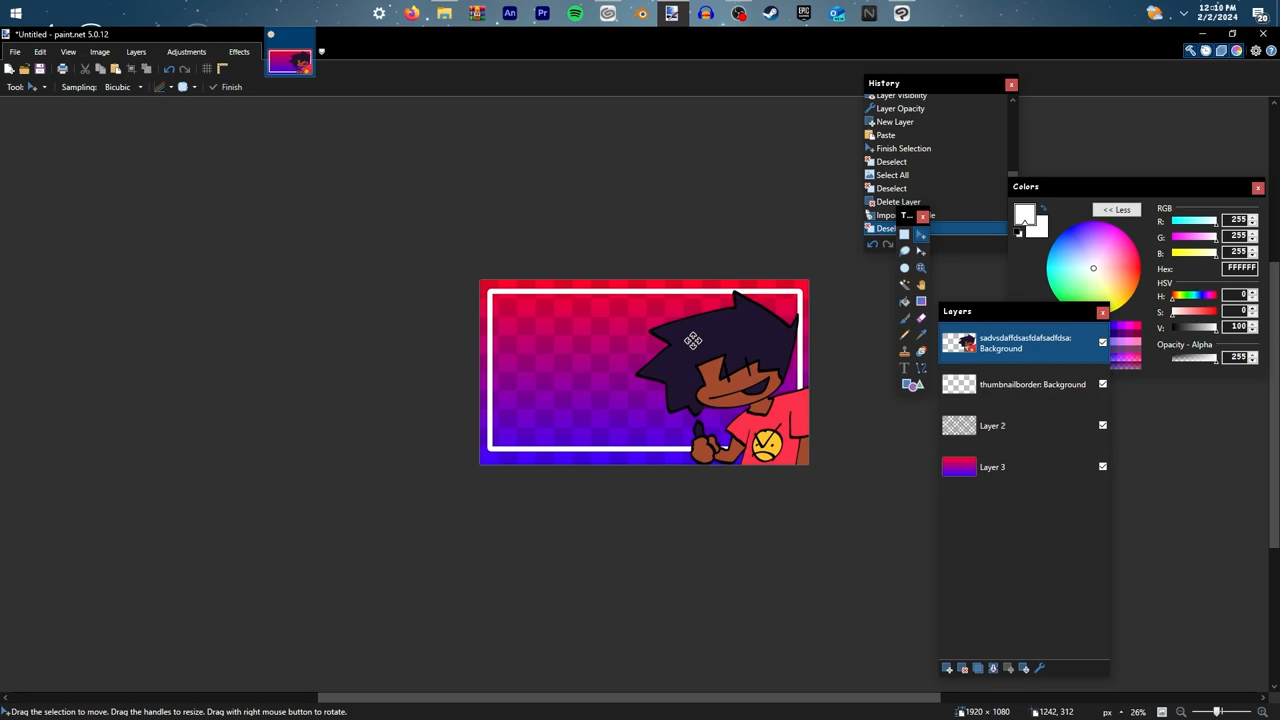 12:10 PM
2/2/2024
20
*Untitled - paint.net 5.0.12
File Edit View Image Layers Adjustments Effects
Tool: Sampling: Bicubic Finish
History
Layer Visibility
Layer Opacity
New Layer
Paste
Finish Selection
Deselect
Select All
Deselect
Delete Layer
T...
Colors
<< Less
RGB
R: 255
G: 255
B: 255
Hex: FFFFFF
HSV
H: 0
S: 0
V: 100
Opacity - Alpha
255
Layers
sadvsdaffdsasfdafsadfdsa:
Background
thumbnailborder: Background
Layer 2
Layer 3
Drag the selection to move. Drag the handles to resize. Drag with right mouse button to rotate.
1920 × 1080 1242, 312 px 26%